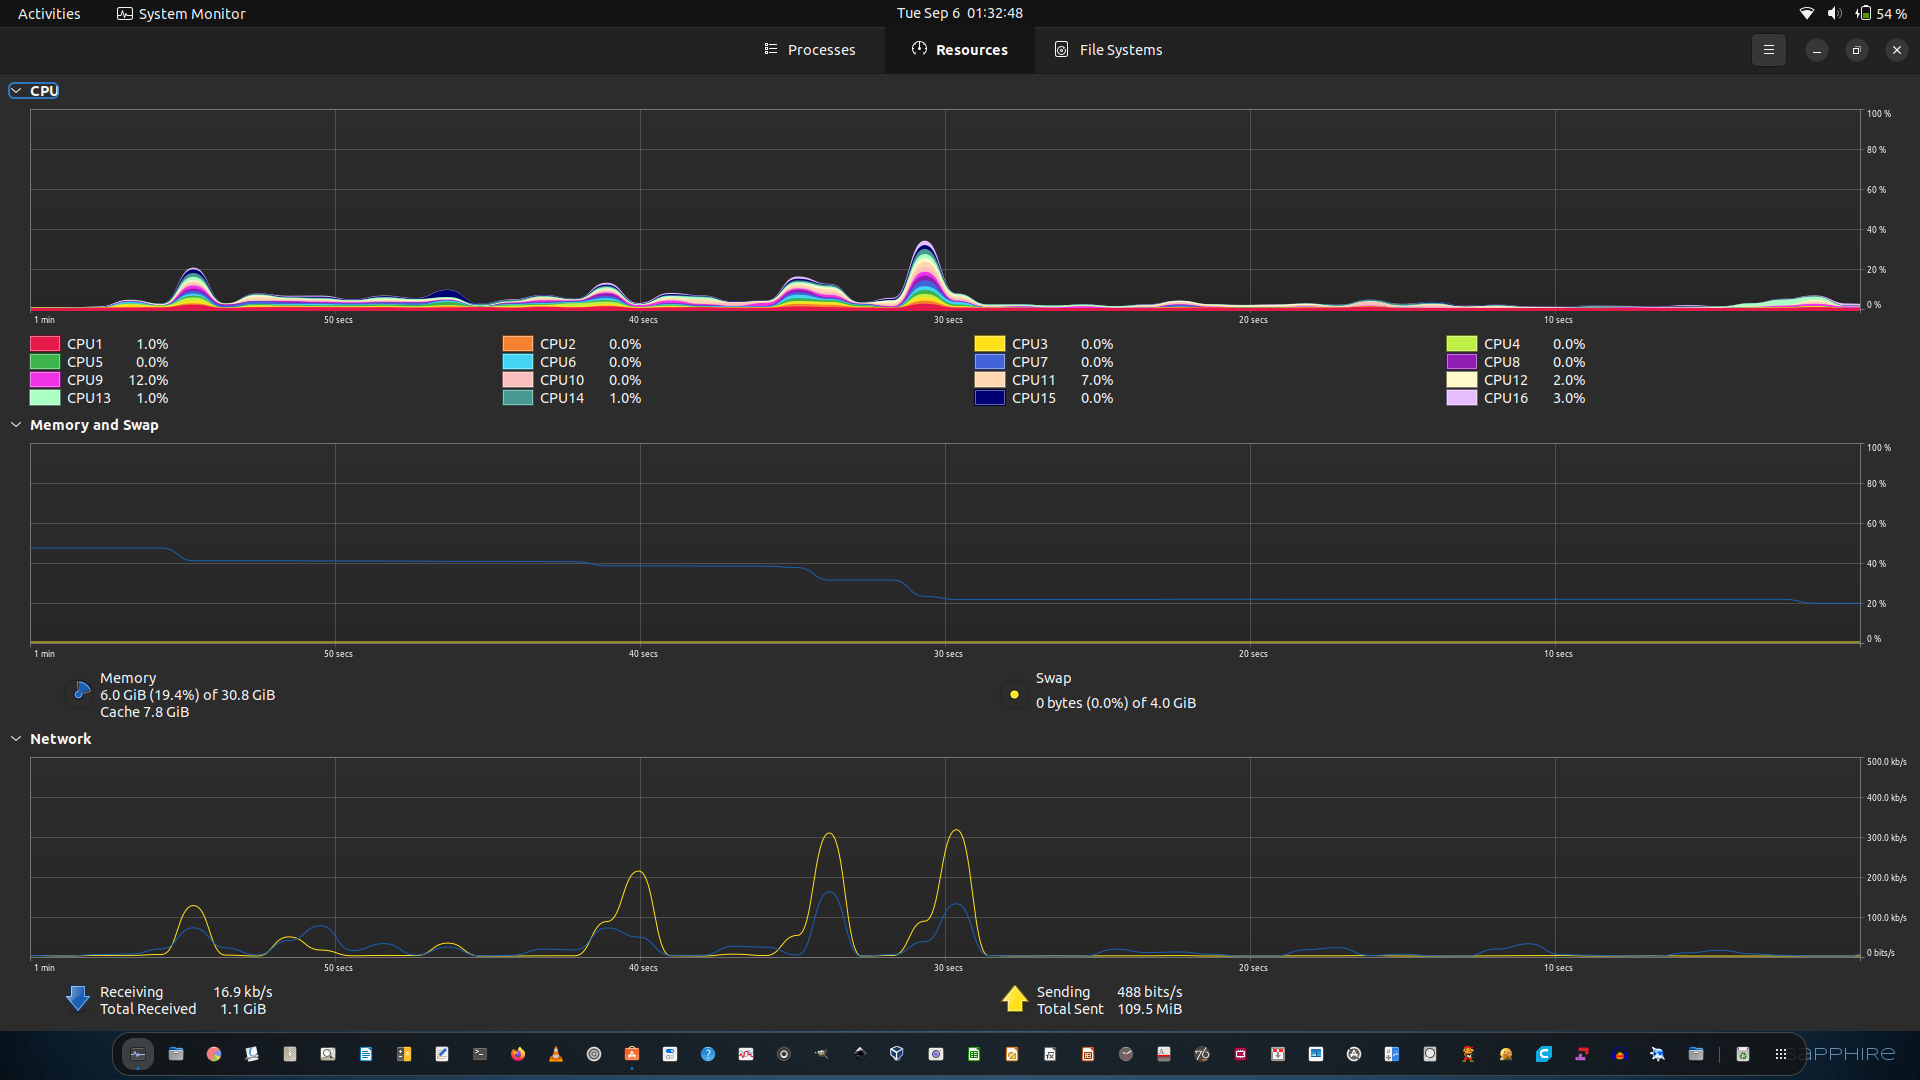 Activities System Monitor Tue Sep 6 01:32:48 54 %
Processes Resources File Systems
CPU
100 %
80 %
60 %
40 %
20 %
0 %
1 min 50 secs 40 secs 30 secs 20 secs 10 secs
CPU1 1.0% CPU2 0.0% CPU3 0.0% CPU4 0.0%
CPU5 0.0% CPU6 0.0% CPU7 0.0% CPU8 0.0%
CPU9 12.0% CPU10 0.0% CPU11 7.0% CPU12 2.0%
CPU13 1.0% CPU14 1.0% CPU15 0.0% CPU16 3.0%
Memory and Swap
100 %
80 %
60 %
40 %
20 %
0 %
1 min 50 secs 40 secs 30 secs 20 secs 10 secs
Memory
6.0 GiB (19.4%) of 30.8 GiB
Cache 7.8 GiB
Swap
0 bytes (0.0%) of 4.0 GiB
Network
500.0 kb/s
400.0 kb/s
300.0 kb/s
200.0 kb/s
100.0 kb/s
0 bits/s
1 min 50 secs 40 secs 30 secs 20 secs 10 secs
Receiving 16.9 kb/s
Total Received 1.1 GiB
Sending 488 bits/s
Total Sent 109.5 MiB
76
SAPPHIRE